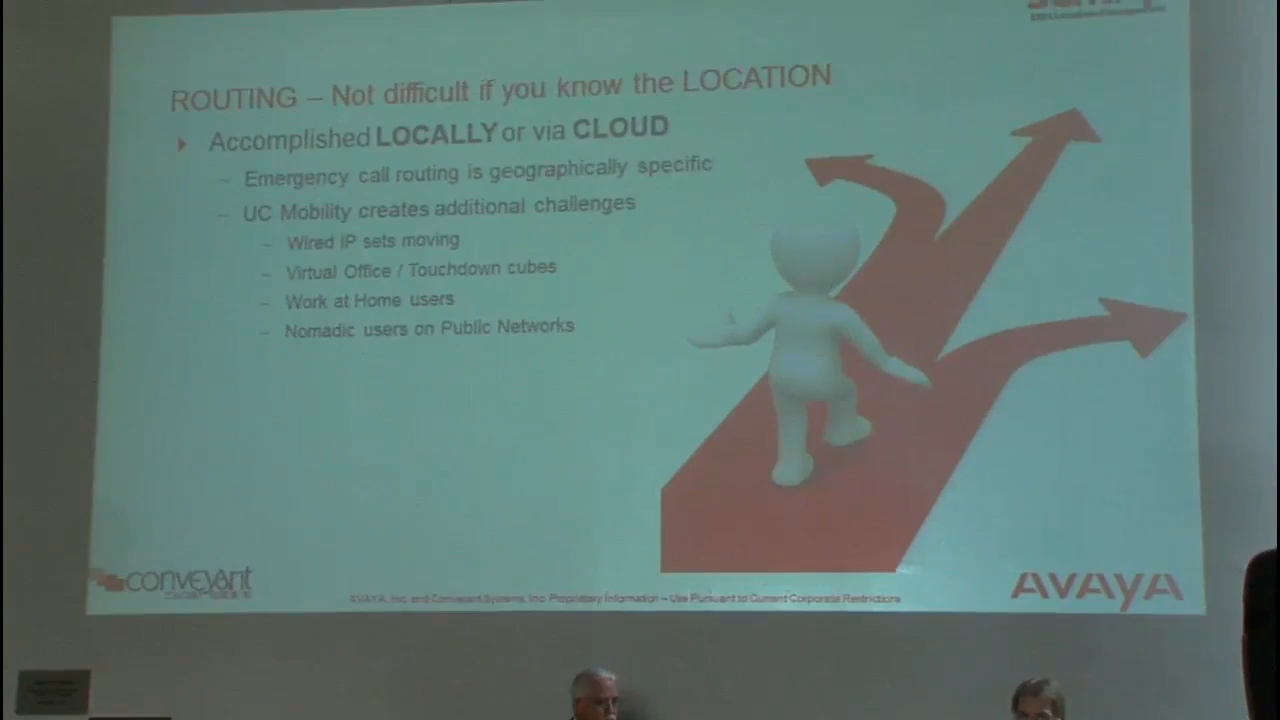 ROUTING – Not difficult if you know the LOCATION
Accomplished LOCALLY or via CLOUD
– Emergency call routing is geographically specific
– UC Mobility creates additional challenges
– Wired IP sets moving
– Virtual Office / Touchdown cubes
– Work at Home users
– Nomadic users on Public Networks
conveyant
AVAYA, Inc. and Conveyant Systems, Inc. Proprietary Information – Use Pursuant to Current Corporate Restrictions
AVAYA